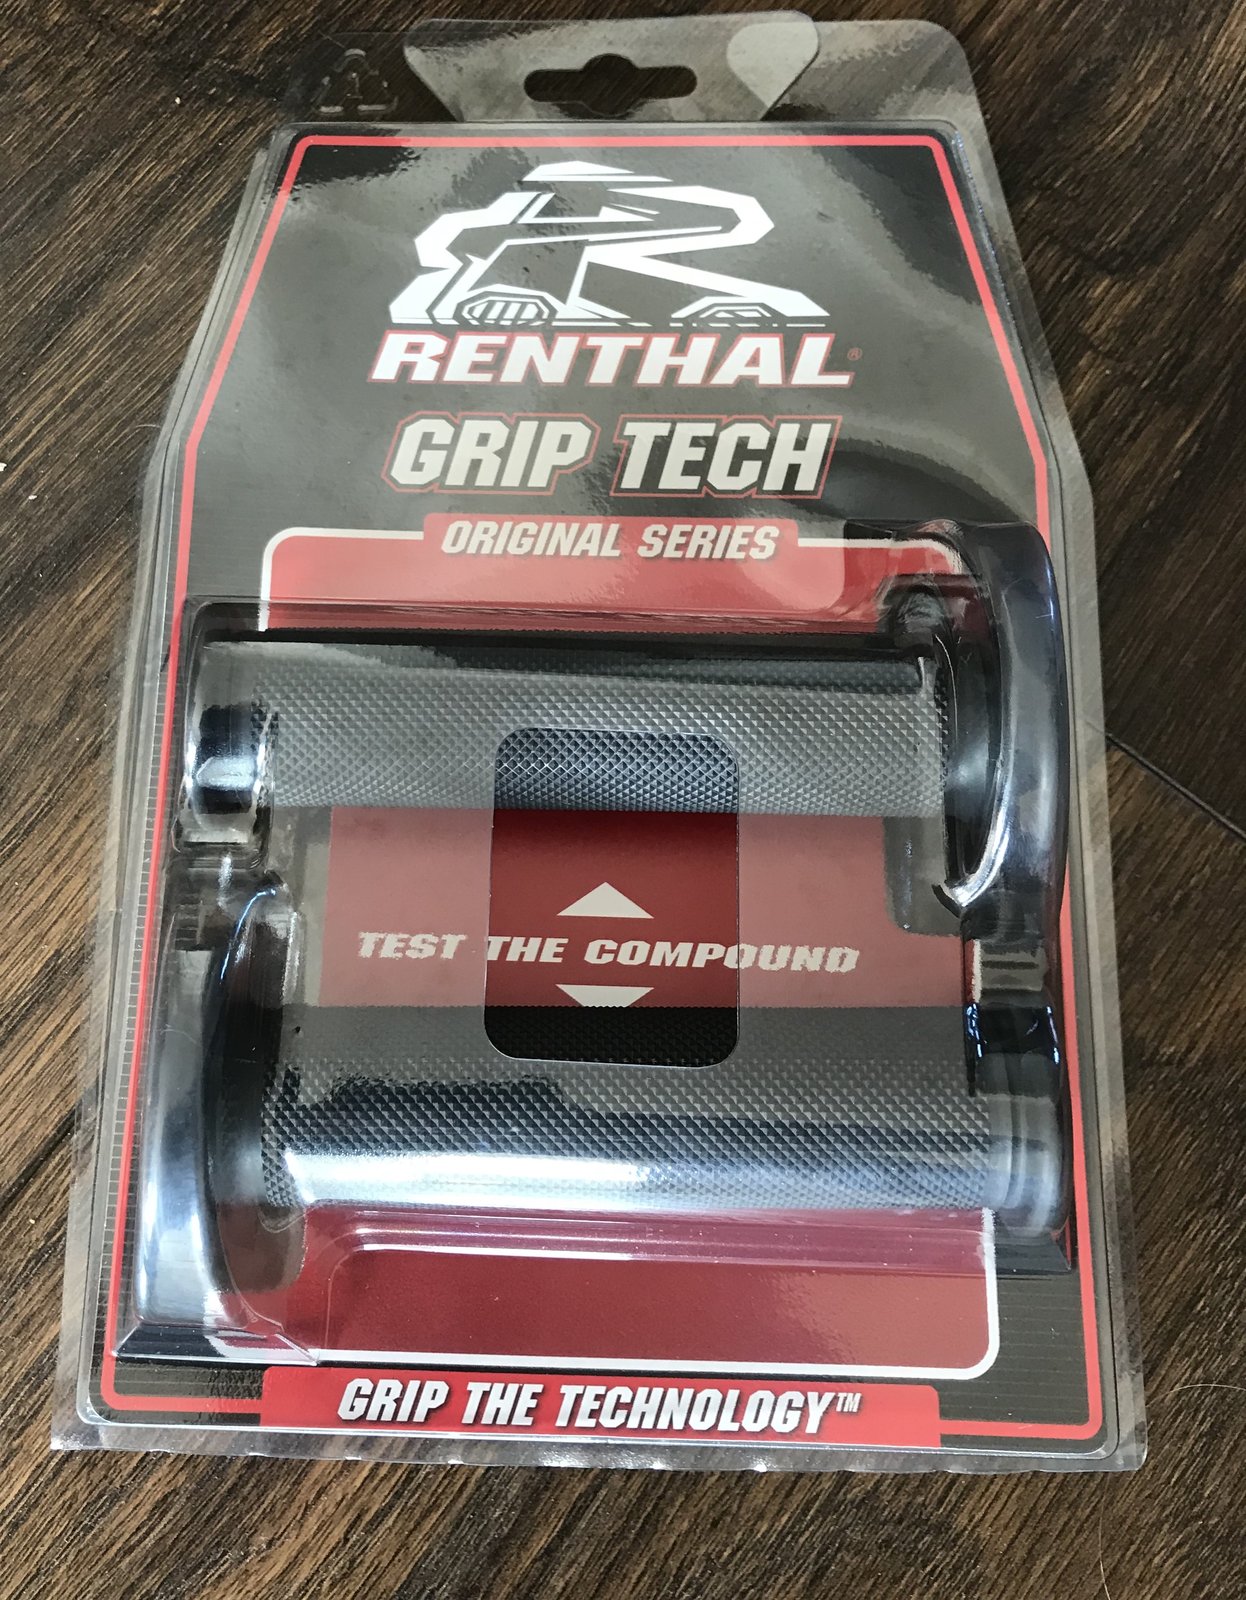 RENTHAL®
GRIP TECH
ORIGINAL SERIES
TEST THE COMPOUND
GRIP THE TECHNOLOGY™